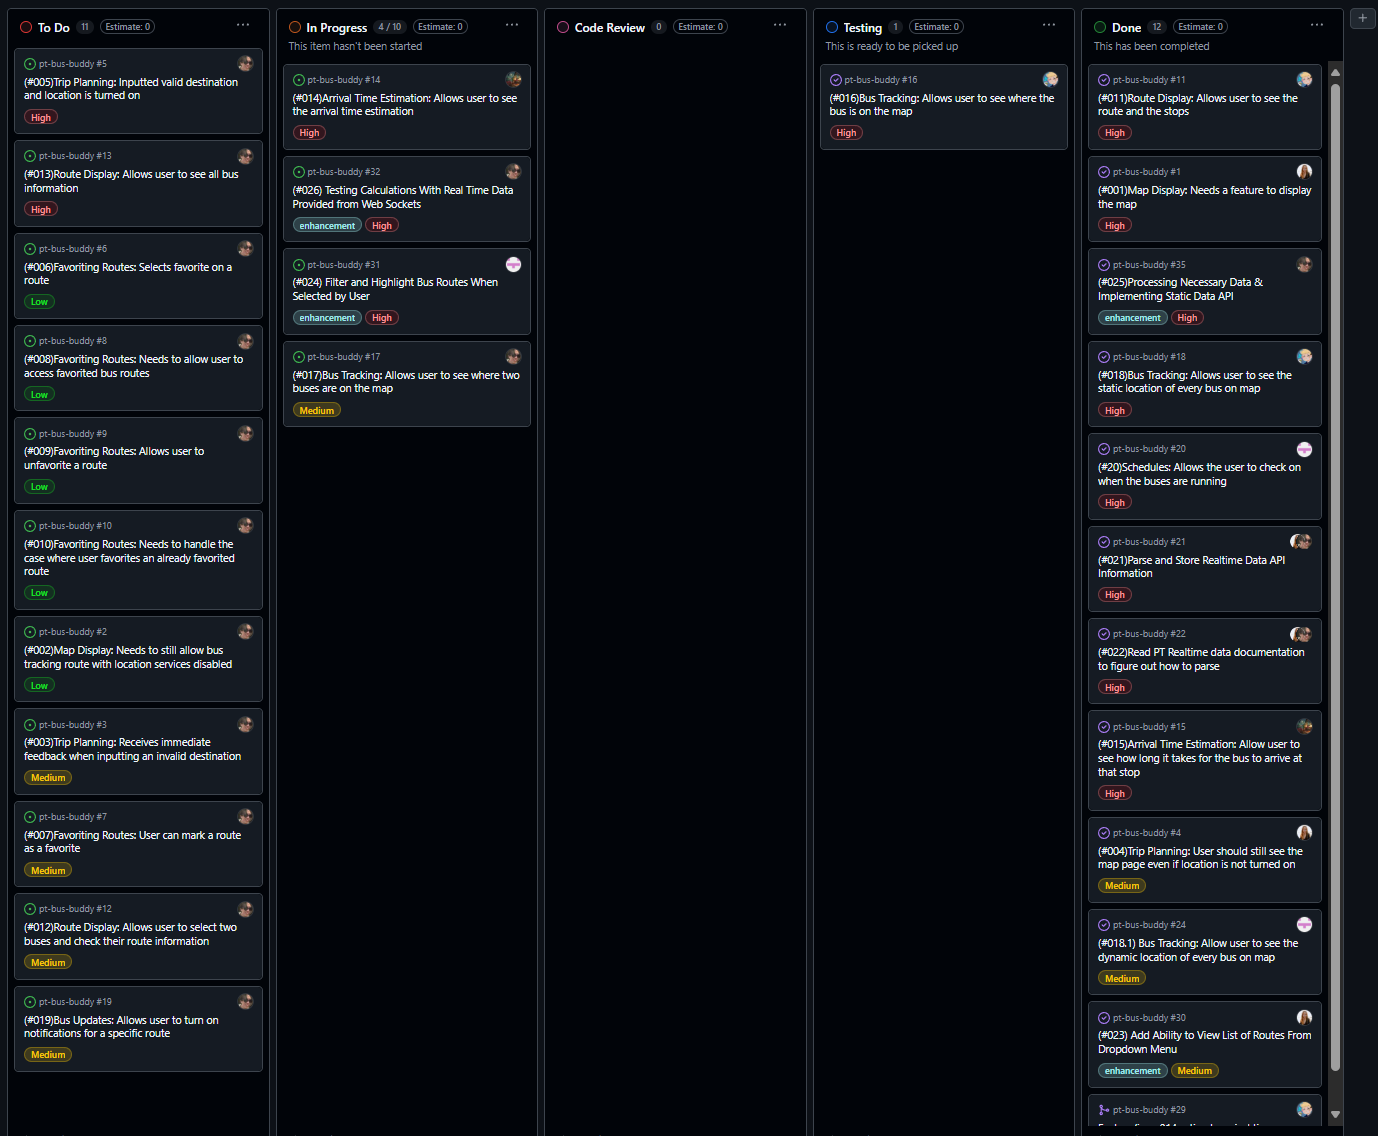 To Do 11 Estimate: 0
pt-bus-buddy #5
(#005)Trip Planning: Inputted valid destination
and location is turned on
High
pt-bus-buddy #13
(#013)Route Display: Allows user to see all bus
information
High
pt-bus-buddy #6
(#006)Favoriting Routes: Selects favorite on a
route
Low
pt-bus-buddy #8
(#008)Favoriting Routes: Needs to allow user to
access favorited bus routes
Low
pt-bus-buddy #9
(#009)Favoriting Routes: Allows user to
unfavorite a route
Low
pt-bus-buddy #10
(#010)Favoriting Routes: Needs to handle the
case where user favorites an already favorited
route
Low
pt-bus-buddy #2
(#002)Map Display: Needs to still allow bus
tracking route with location services disabled
Low
pt-bus-buddy #3
(#003)Trip Planning: Receives immediate
feedback when inputting an invalid destination
Medium
pt-bus-buddy #7
(#007)Favoriting Routes: User can mark a route
as a favorite
Medium
pt-bus-buddy #12
(#012)Route Display: Allows user to select two
buses and check their route information
Medium
pt-bus-buddy #19
(#019)Bus Updates: Allows user to turn on
notifications for a specific route
Medium
In Progress 4 / 10 Estimate: 0
This item hasn't been started
pt-bus-buddy #14
(#014)Arrival Time Estimation: Allows user to see
the arrival time estimation
High
pt-bus-buddy #32
(#026) Testing Calculations With Real Time Data
Provided from Web Sockets
enhancement High
pt-bus-buddy #31
(#024) Filter and Highlight Bus Routes When
Selected by User
enhancement High
pt-bus-buddy #17
(#017)Bus Tracking: Allows user to see where two
buses are on the map
Medium
Code Review 0 Estimate: 0
Testing 1 Estimate: 0
This is ready to be picked up
pt-bus-buddy #16
(#016)Bus Tracking: Allows user to see where the
bus is on the map
High
Done 12 Estimate: 0
This has been completed
pt-bus-buddy #11
(#011)Route Display: Allows user to see the
route and the stops
High
pt-bus-buddy #1
(#001)Map Display: Needs a feature to display
the map
High
pt-bus-buddy #35
(#025)Processing Necessary Data &
Implementing Static Data API
enhancement High
pt-bus-buddy #18
(#018)Bus Tracking: Allows user to see the
static location of every bus on map
High
pt-bus-buddy #20
(#20)Schedules: Allows the user to check on
when the buses are running
High
pt-bus-buddy #21
(#021)Parse and Store Realtime Data API
Information
High
pt-bus-buddy #22
(#022)Read PT Realtime data documentation
to figure out how to parse
High
pt-bus-buddy #15
(#015)Arrival Time Estimation: Allow user to
see how long it takes for the bus to arrive at
that stop
High
pt-bus-buddy #4
(#004)Trip Planning: User should still see the
map page even if location is not turned on
Medium
pt-bus-buddy #24
(#018.1) Bus Tracking: Allow user to see the
dynamic location of every bus on map
Medium
pt-bus-buddy #30
(#023) Add Ability to View List of Routes From
Dropdown Menu
enhancement Medium
pt-bus-buddy #29